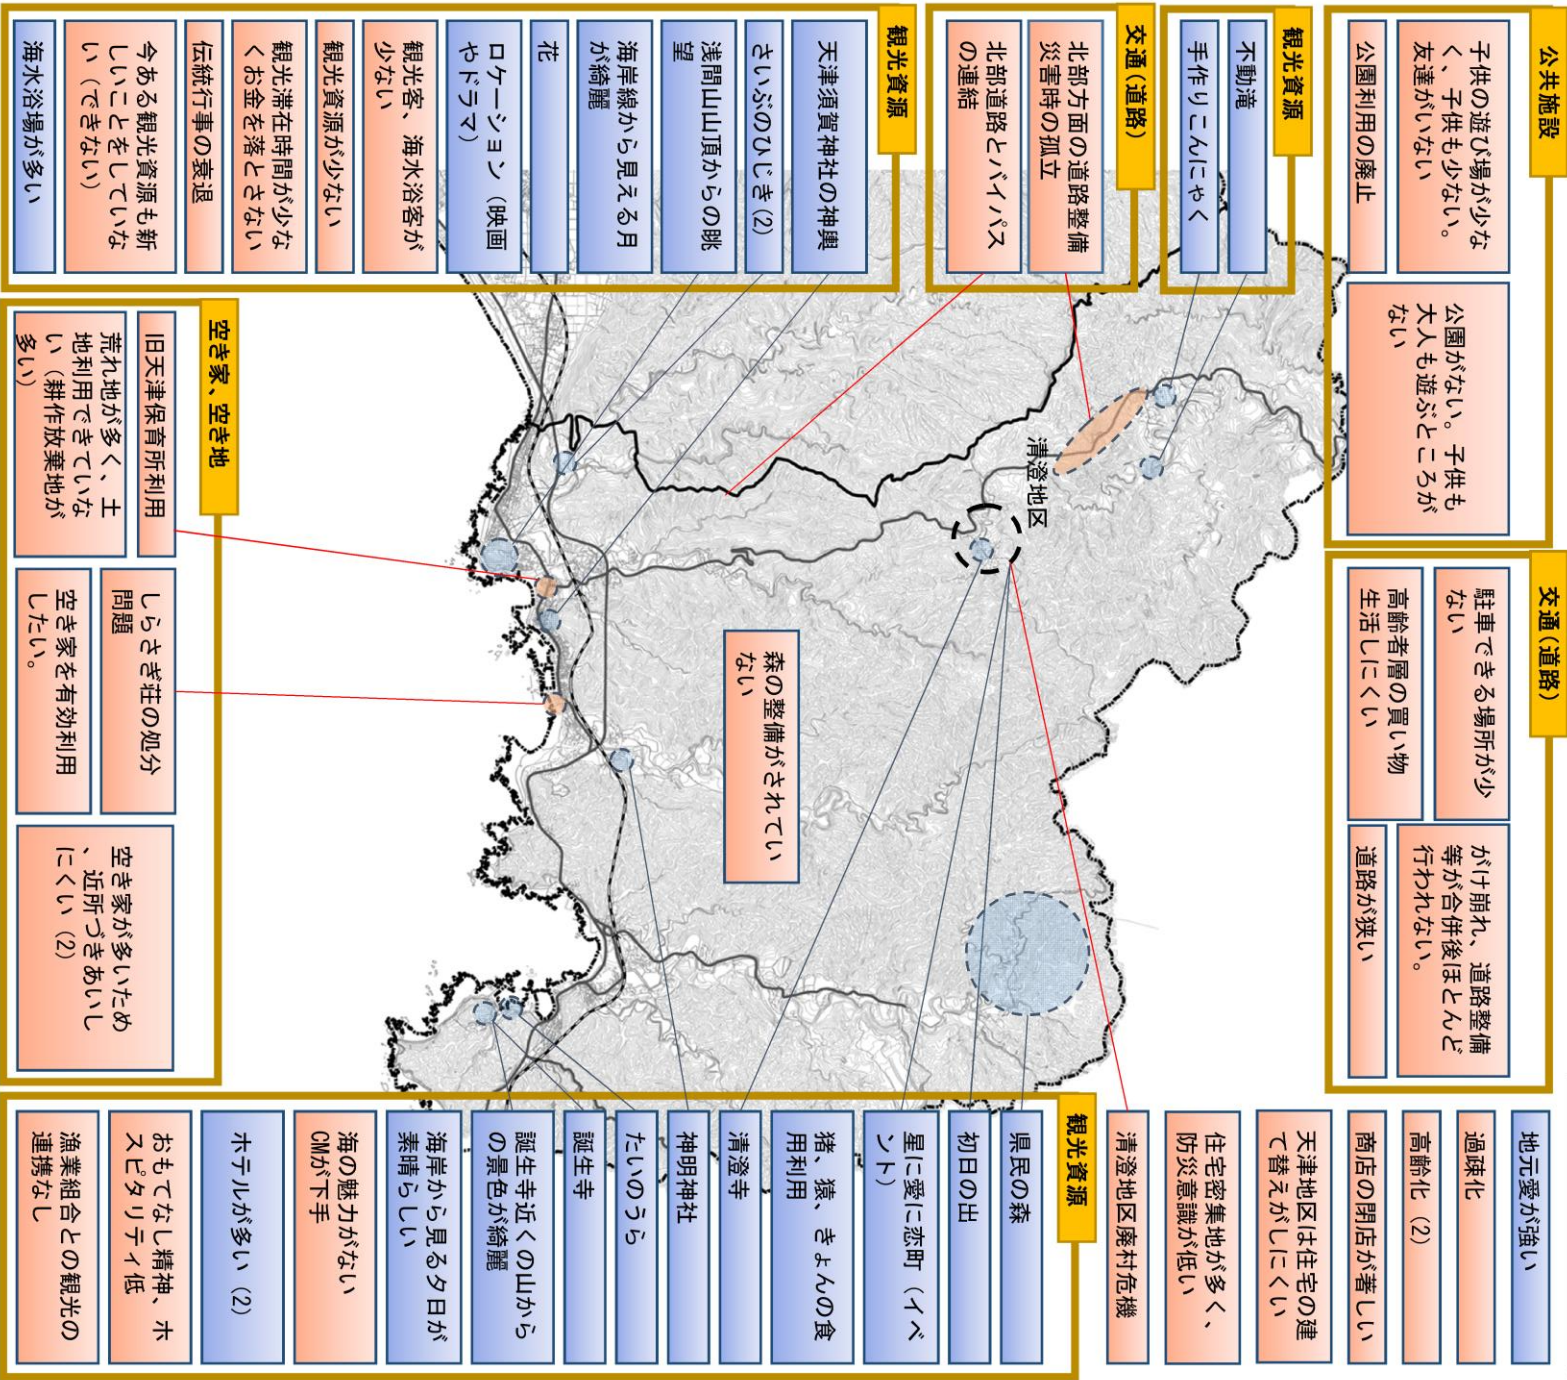 公共施設
子供の遊び場が少な
く、子供も少ない。
友達がいない
公園利用の廃止
公園がない。子供も
大人も遊ぶところが
ない
交通(道路)
駐車できる場所が少
ない
高齢者層の買い物
生活しにくい
がけ崩れ、道路整備
等が合併後ほとんど
行われない。
道路が狭い
地元愛が強い
過疎化
高齢化（2）
商店の閉店が著しい
天津地区は住宅の建
て替えがしにくい
住宅密集地が多く、
防災意識が低い
清澄地区廃村危機
観光資源
不動滝
手作りこんにゃく
交通(道路)
北部方面の道路整備
災害時の孤立
北部道路とバイパス
の連結
清澄地区
観光資源
天津須賀神社の神輿
さいぶのひじき(2)
浅間山山頂からの眺
望
海岸線から見える月
が綺麗
花
ロケーション（映画
やドラマ）
観光客、海水浴客が
少ない
観光資源が少ない
観光滞在時間が少な
くお金を落とさない
伝統行事の衰退
今ある観光資源も新
しいことをしていな
い（できない）
海水浴場が多い
森の整備がされてい
ない
観光資源
県民の森
初日の出
星に愛に恋町（イベ
ント）
猪、猿、きょんの食
用利用
清澄寺
神明神社
たいのうら
誕生寺
誕生寺近くの山から
の景色が綺麗
海岸から見る夕日が
素晴らしい
海の魅力がない
CMが下手
ホテルが多い（2）
おもてなし精神、ホ
スピタリティ低
漁業組合との観光の
連携なし
空き家、空き地
旧天津保育所利用
荒れ地が多く、土
地利用できていな
い（耕作放棄地が
多い）
しらさぎ荘の処分
問題
空き家を有効利用
したい。
空き家が多いため
、近所づきあいし
にくい（2）